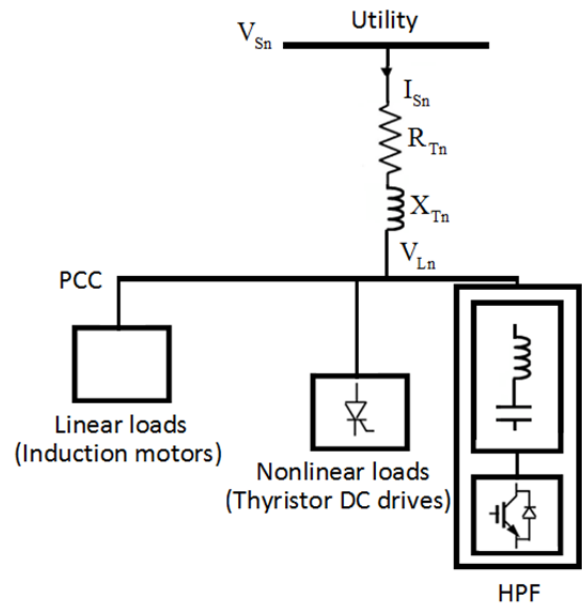 Utility
V_Sn
I_Sn
R_Tn
X_Tn
V_Ln
PCC
Linear loads
(Induction motors)
Nonlinear loads
(Thyristor DC drives)
HPF